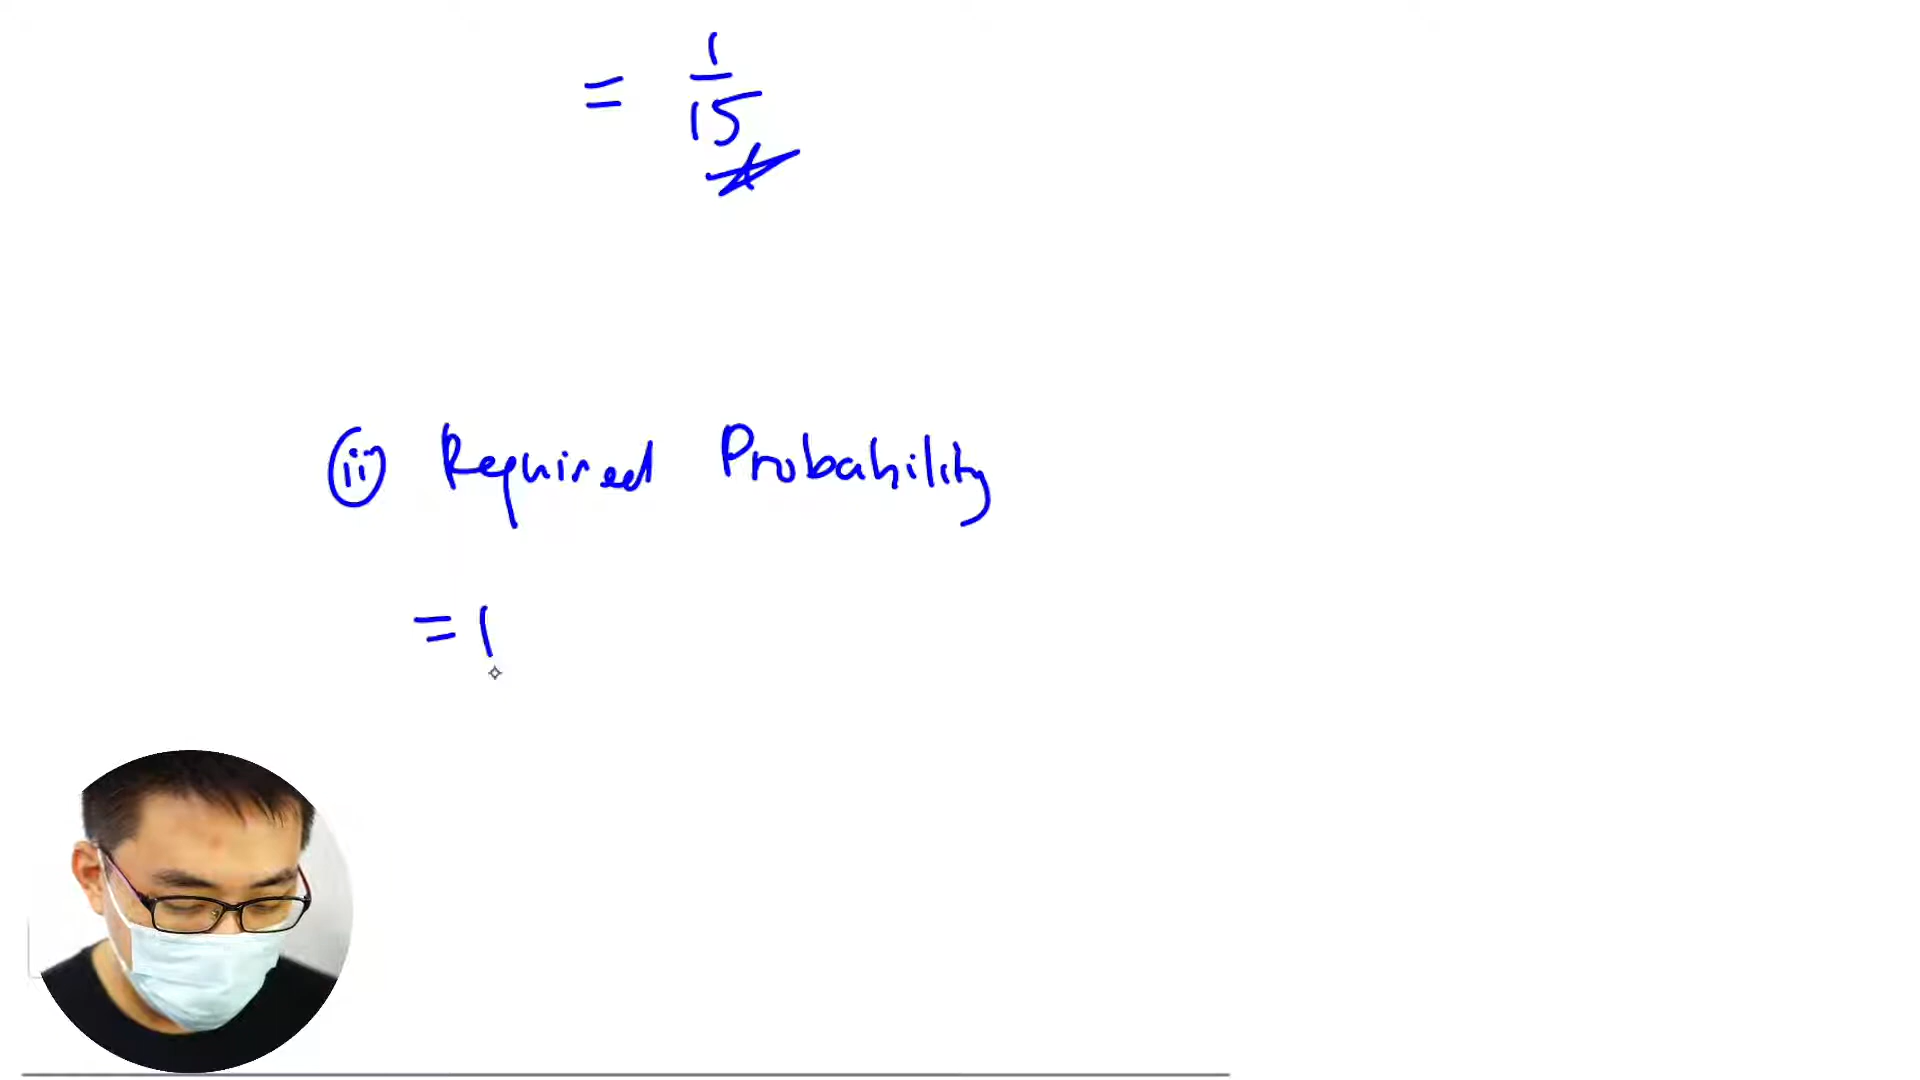 = 1/15
(ii) Required Probability
= 1